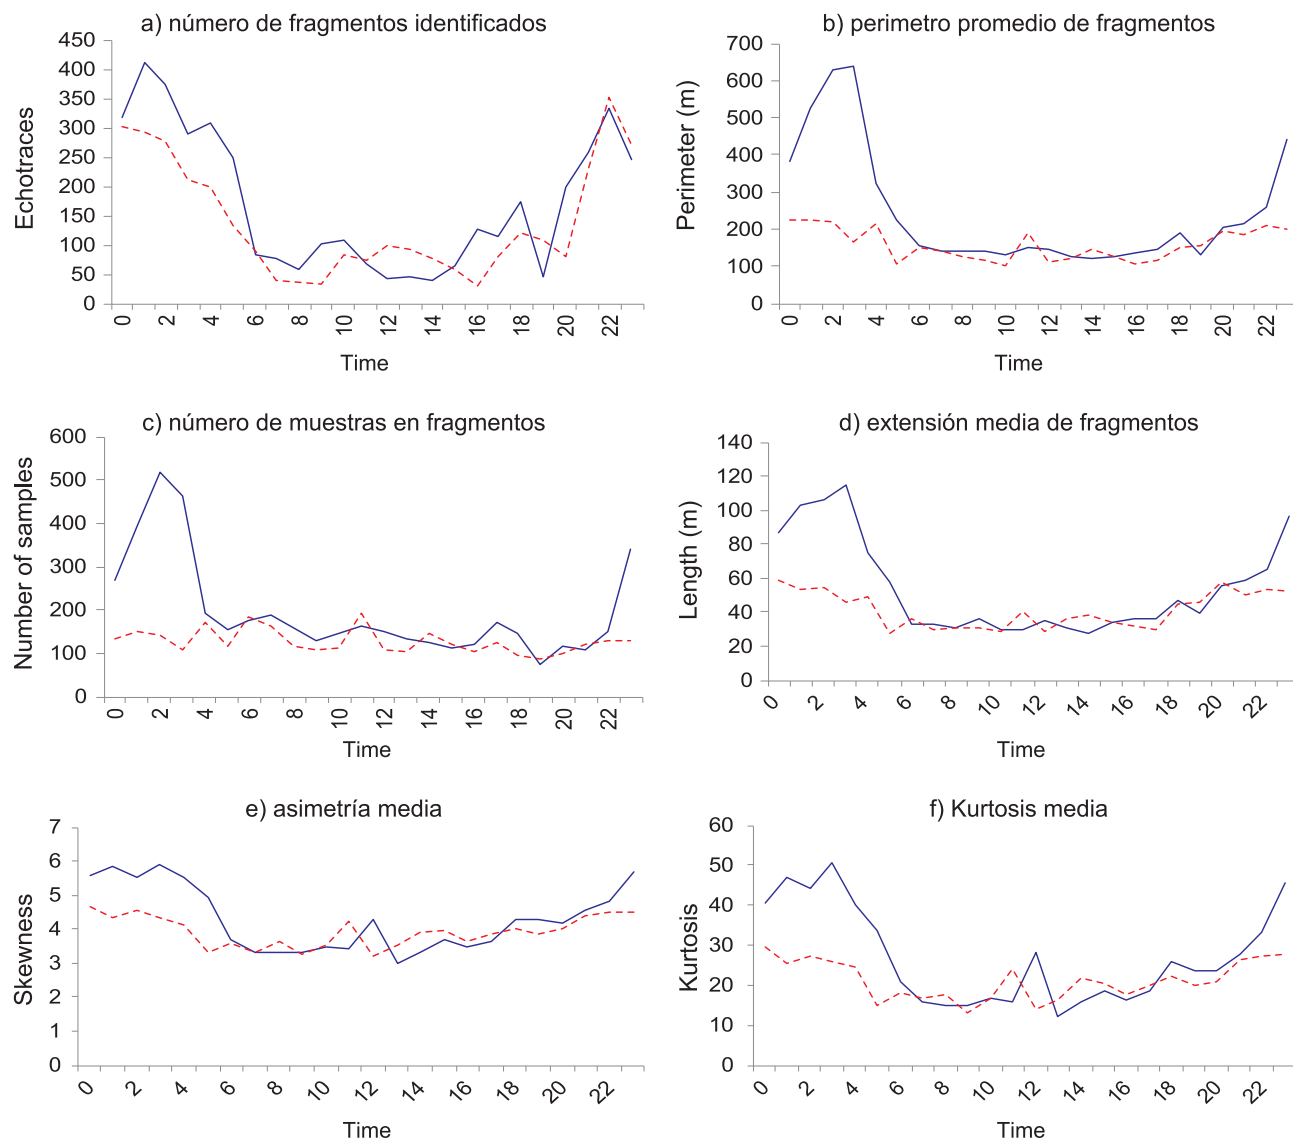 a) número de fragmentos identificados
450
400
350
300
250
200
150
100
50
0
Echotraces
0 2 4 6 8 10 12 14 16 18 20 22
Time
b) perimetro promedio de fragmentos
700
600
500
400
300
200
100
0
Perimeter (m)
0 2 4 6 8 10 12 14 16 18 20 22
Time
c) número de muestras en fragmentos
600
500
400
300
200
100
0
Number of samples
0 2 4 6 8 10 12 14 16 18 20 22
Time
d) extensión media de fragmentos
140
120
100
80
60
40
20
0
Length (m)
0 2 4 6 8 10 12 14 16 18 20 22
Time
e) asimetría media
7
6
5
4
3
2
1
0
Skewness
0 2 4 6 8 10 12 14 16 18 20 22
Time
f) Kurtosis media
60
50
40
30
20
10
0
Kurtosis
0 2 4 6 8 10 12 14 16 18 20 22
Time